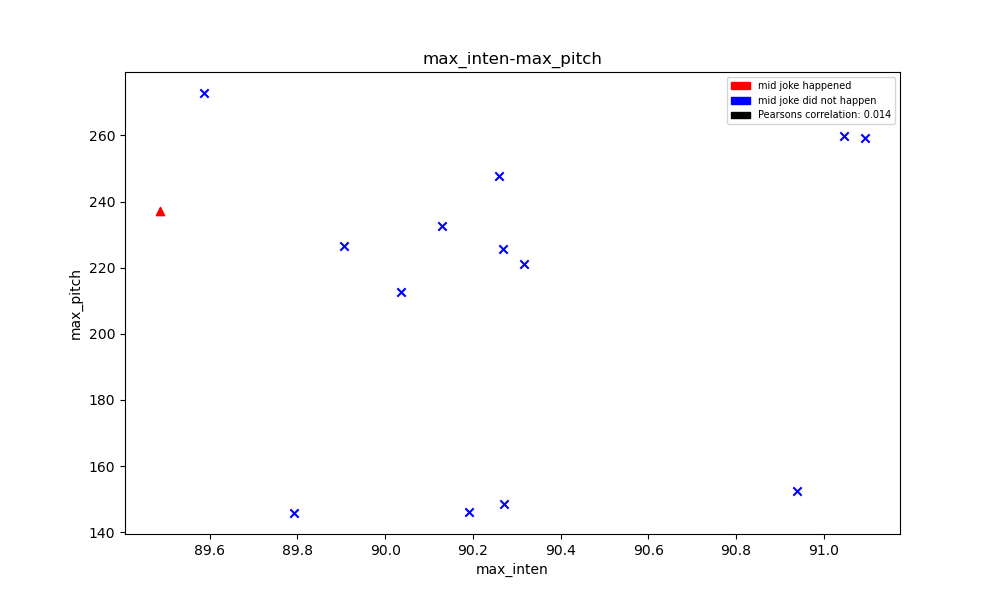 max_inten-max_pitch
mid joke happened
mid joke did not happen
Pearsons correlation: 0.014
260
240
220
200
180
160
140
max_pitch
89.6 89.8 90.0 90.2 90.4 90.6 90.8 91.0
max_inten